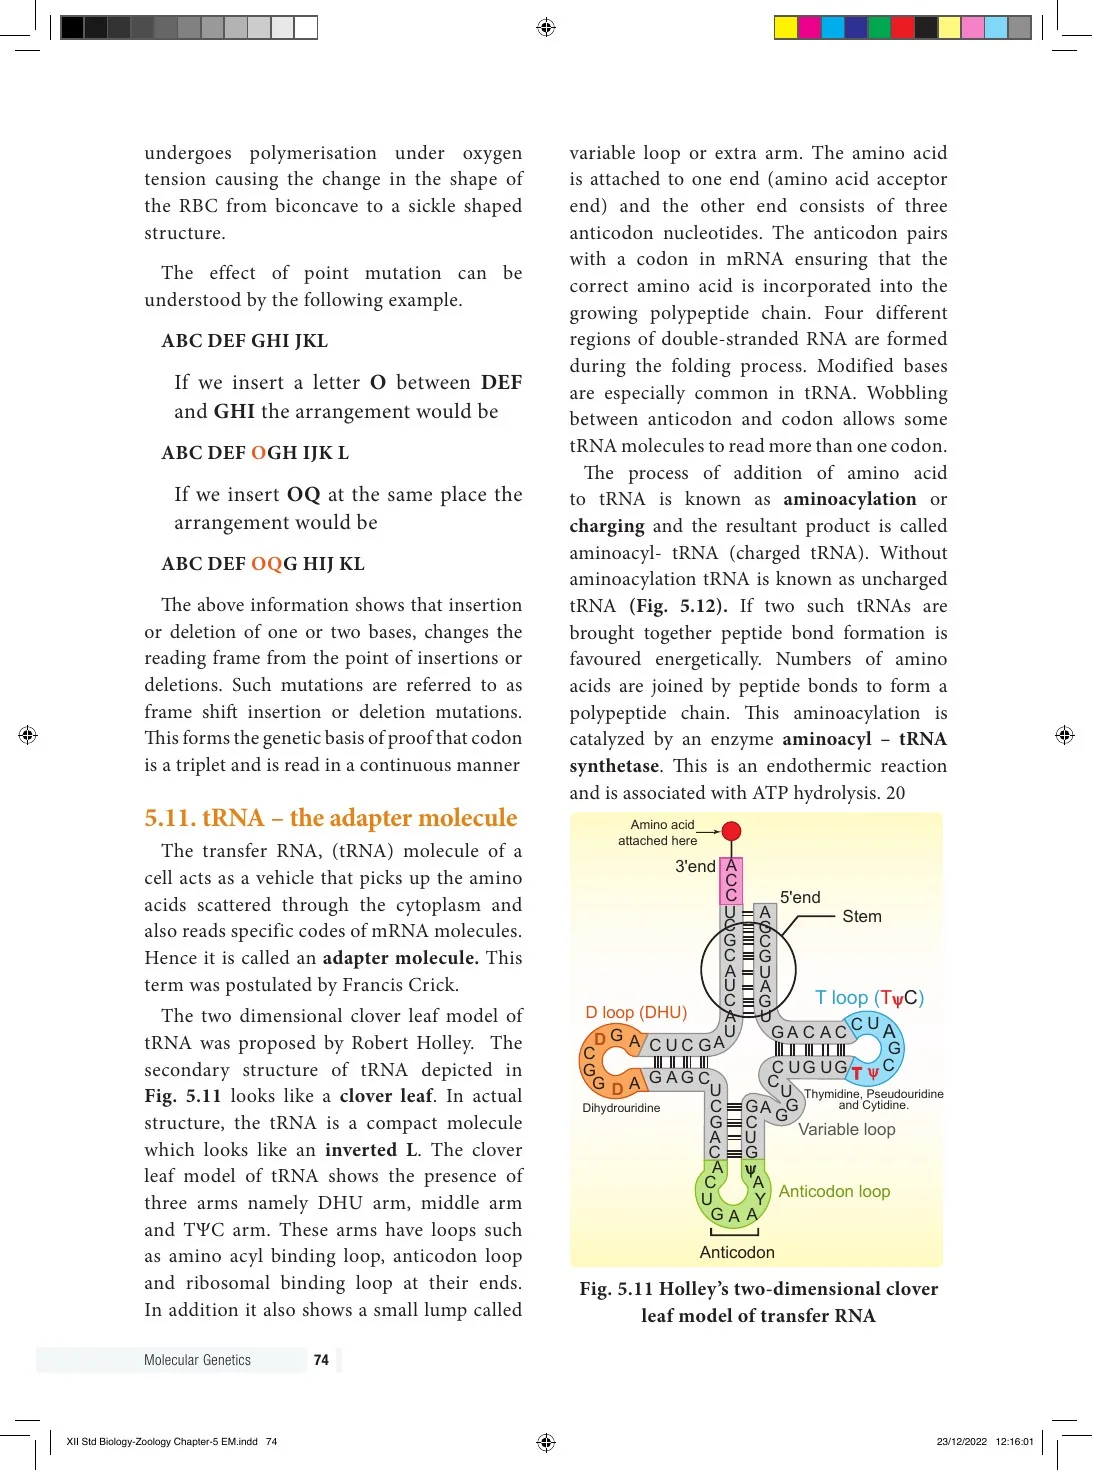 undergoes polymerisation under oxygen
tension causing the change in the shape of
the RBC from biconcave to a sickle shaped
structure.
The effect of point mutation can be
understood by the following example.
ABC DEF GHI JKL
If we insert a letter O between DEF
and GHI the arrangement would be
ABC DEF OGH IJK L
If we insert OQ at the same place the
arrangement would be
ABC DEF OQG HIJ KL
The above information shows that insertion
or deletion of one or two bases, changes the
reading frame from the point of insertions or
deletions. Such mutations are referred to as
frame shift insertion or deletion mutations.
This forms the genetic basis of proof that codon
is a triplet and is read in a continuous manner
5.11. tRNA – the adapter molecule
The transfer RNA, (tRNA) molecule of a
cell acts as a vehicle that picks up the amino
acids scattered through the cytoplasm and
also reads specific codes of mRNA molecules.
Hence it is called an adapter molecule. This
term was postulated by Francis Crick.
The two dimensional clover leaf model of
tRNA was proposed by Robert Holley. The
secondary structure of tRNA depicted in
Fig. 5.11 looks like a clover leaf. In actual
structure, the tRNA is a compact molecule
which looks like an inverted L. The clover
leaf model of tRNA shows the presence of
three arms namely DHU arm, middle arm
and TΨC arm. These arms have loops such
as amino acyl binding loop, anticodon loop
and ribosomal binding loop at their ends.
In addition it also shows a small lump called
variable loop or extra arm. The amino acid
is attached to one end (amino acid acceptor
end) and the other end consists of three
anticodon nucleotides. The anticodon pairs
with a codon in mRNA ensuring that the
correct amino acid is incorporated into the
growing polypeptide chain. Four different
regions of double-stranded RNA are formed
during the folding process. Modified bases
are especially common in tRNA. Wobbling
between anticodon and codon allows some
tRNA molecules to read more than one codon.
The process of addition of amino acid
to tRNA is known as aminoacylation or
charging and the resultant product is called
aminoacyl- tRNA (charged tRNA). Without
aminoacylation tRNA is known as uncharged
tRNA (Fig. 5.12). If two such tRNAs are
brought together peptide bond formation is
favoured energetically. Numbers of amino
acids are joined by peptide bonds to form a
polypeptide chain. This aminoacylation is
catalyzed by an enzyme aminoacyl – tRNA
synthetase. This is an endothermic reaction
and is associated with ATP hydrolysis. 20
Amino acid
attached here
3'end
A
C
C
U
C
G
C
A
U
C
A
U
5'end
A
G
C
G
U
A
G
U
Stem
T loop (TψC)
D loop (DHU)
D G A C U C G A
C
G
G D A G A G C U
G A C A C C U A
G
C U G U G T ψ C
Dihydrouridine
Thymidine, Pseudouridine
and Cytidine.
C
U
G
G
Variable loop
C
G
A
C
A
C
U
G A A
G A
C
U
G
ψ
A
Y
Anticodon loop
Anticodon
Fig. 5.11 Holley's two-dimensional clover
leaf model of transfer RNA
Molecular Genetics 74
XII Std Biology-Zoology Chapter-5 EM.indd 74
23/12/2022 12:16:01